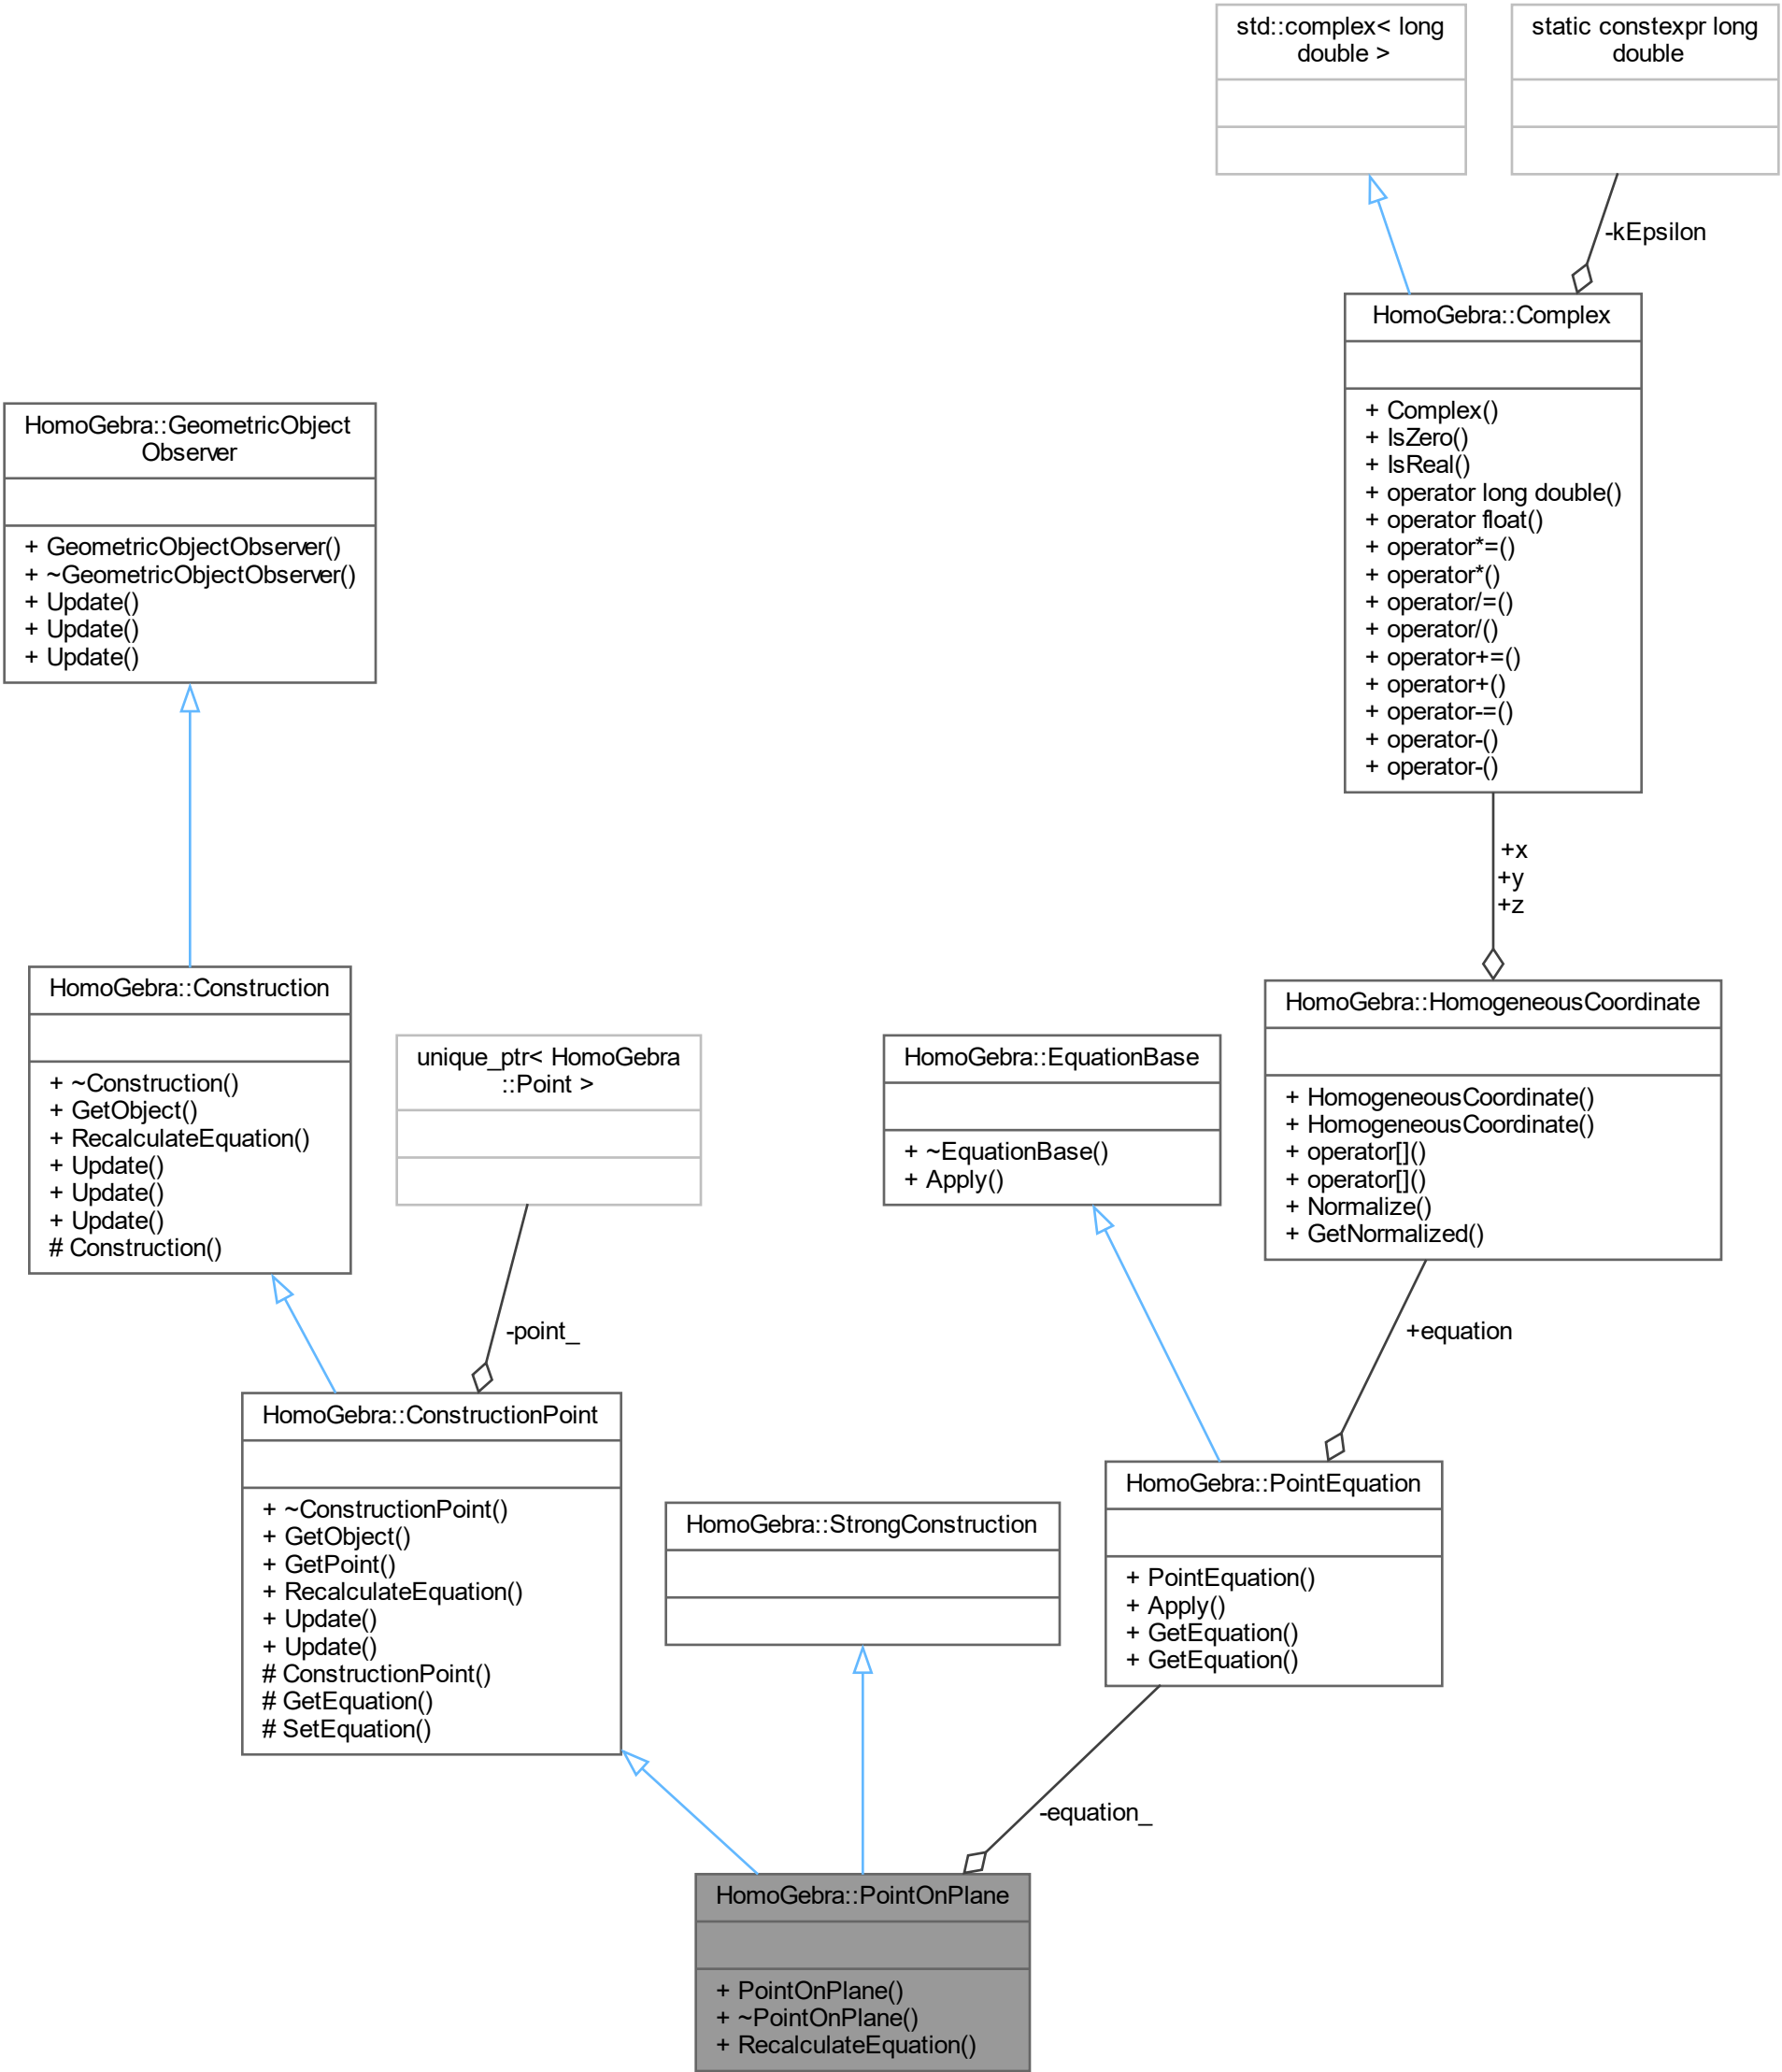 std::complex< long
double >
static constexpr long
double
-kEpsilon
HomoGebra::Complex
+ Complex()
+ IsZero()
+ IsReal()
+ operator long double()
+ operator float()
+ operator*=()
+ operator*()
+ operator/=()
+ operator/()
+ operator+=()
+ operator+()
+ operator-=()
+ operator-()
+ operator-()
HomoGebra::GeometricObject
Observer
+ GeometricObjectObserver()
+ ~GeometricObjectObserver()
+ Update()
+ Update()
+ Update()
+x
+y
+z
HomoGebra::Construction
+ ~Construction()
+ GetObject()
+ RecalculateEquation()
+ Update()
+ Update()
+ Update()
# Construction()
unique_ptr< HomoGebra
::Point >
HomoGebra::EquationBase
+ ~EquationBase()
+ Apply()
HomoGebra::HomogeneousCoordinate
+ HomogeneousCoordinate()
+ HomogeneousCoordinate()
+ operator[]()
+ operator[]()
+ Normalize()
+ GetNormalized()
-point_
+equation
HomoGebra::ConstructionPoint
+ ~ConstructionPoint()
+ GetObject()
+ GetPoint()
+ RecalculateEquation()
+ Update()
+ Update()
# ConstructionPoint()
# GetEquation()
# SetEquation()
HomoGebra::StrongConstruction
HomoGebra::PointEquation
+ PointEquation()
+ Apply()
+ GetEquation()
+ GetEquation()
-equation_
HomoGebra::PointOnPlane
+ PointOnPlane()
+ ~PointOnPlane()
+ RecalculateEquation()